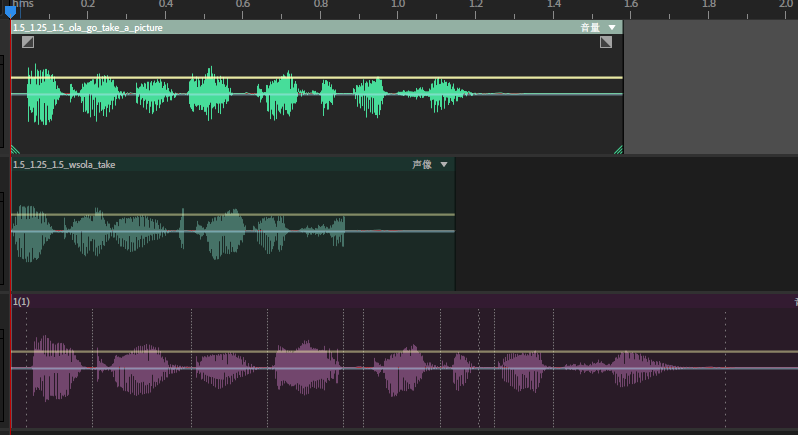 hms 0.2 0.4 0.6 0.8 1.0 1.2 1.4 1.6 1.8 2.0
1.5_1.25_1.5_ola_go_take_a_picture 音量
1.5_1.25_1.5_wsola_take 声像
1(1)